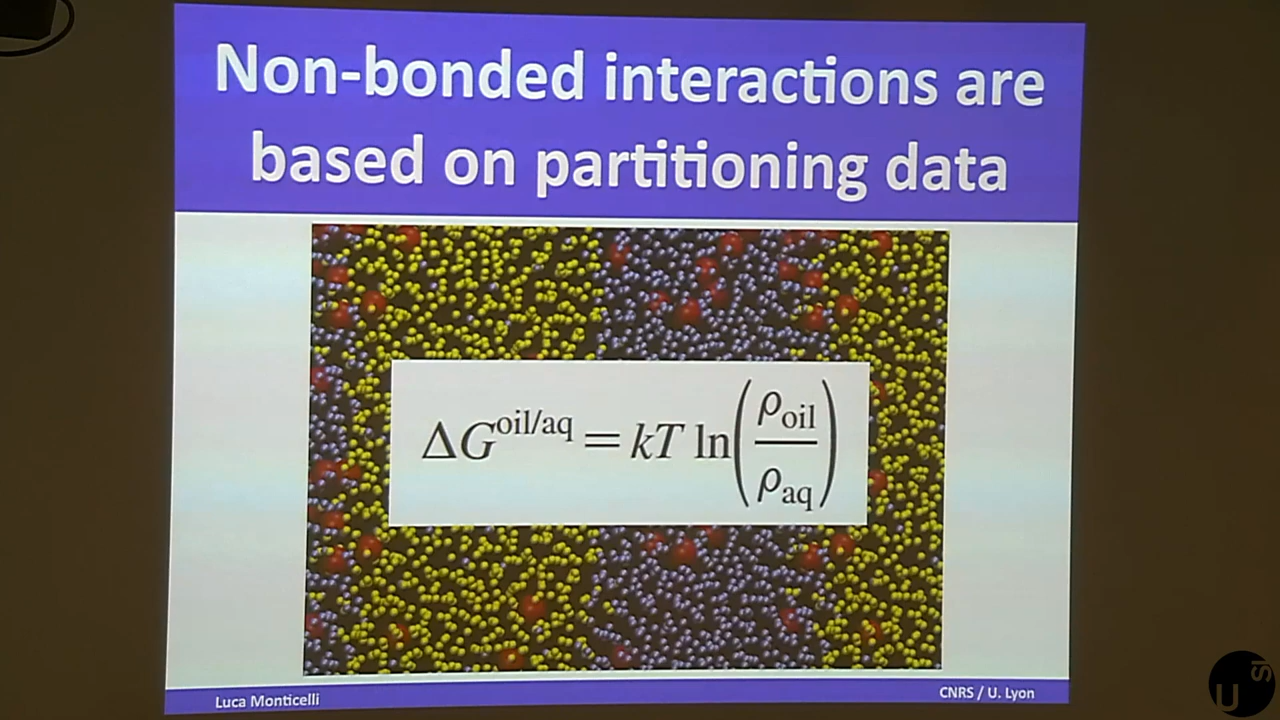 Non-bonded interactions are
based on partitioning data
ΔG^oil/aq = kT ln(ρ_oil/ρ_aq)
Luca Monticelli
CNRS / U. Lyon
U
SI